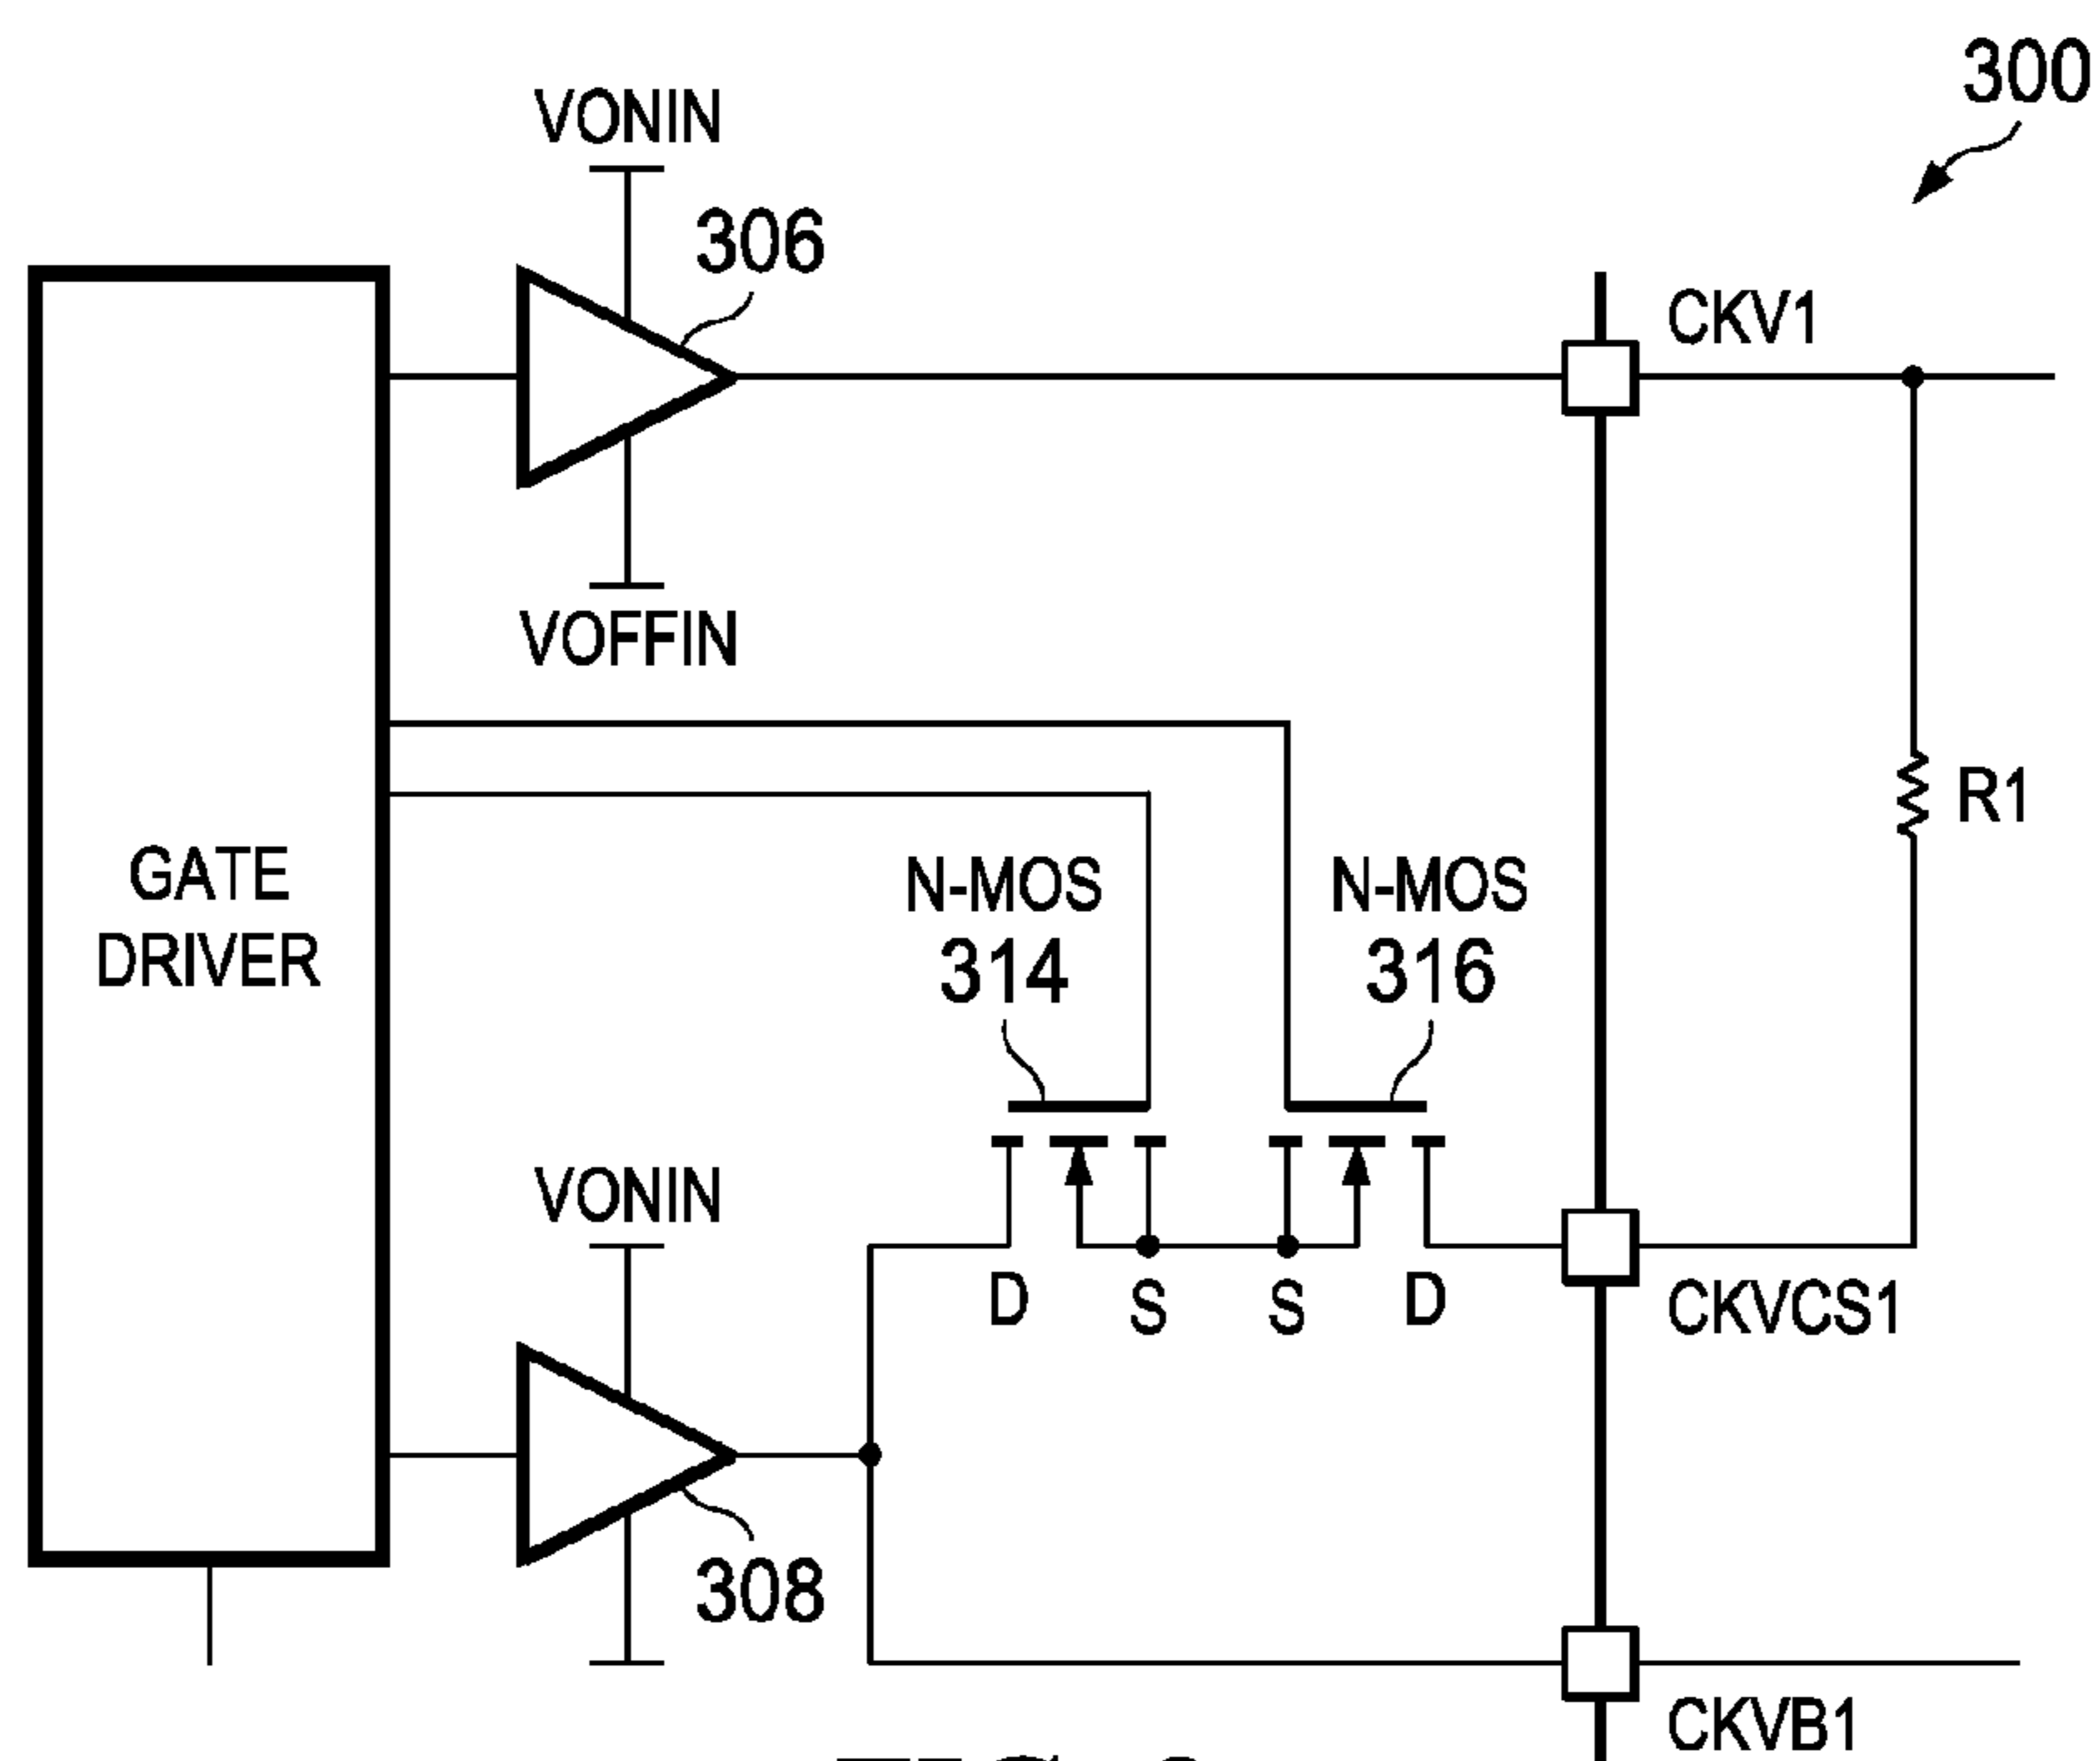 300
VONIN
306
CKV1
VOFFIN
R1
GATE
DRIVER
N-MOS
314
N-MOS
316
VONIN
D
S
S
D
CKVCS1
308
CKVB1